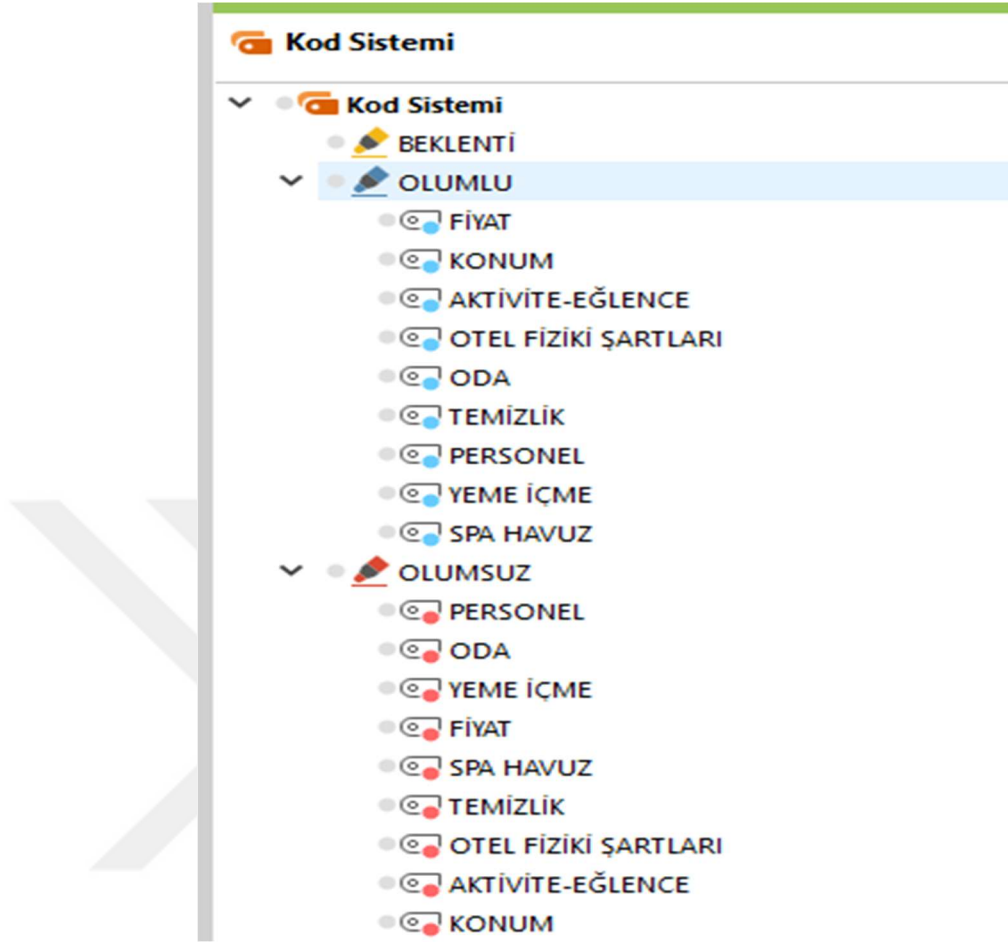 Kod Sistemi
Kod Sistemi
BEKLENTİ
OLUMLU
FİYAT
KONUM
AKTİVİTE-EĞLENCE
OTEL FİZİKİ ŞARTLARI
ODA
TEMİZLİK
PERSONEL
YEME İÇME
SPA HAVUZ
OLUMSUZ
PERSONEL
ODA
YEME İÇME
FİYAT
SPA HAVUZ
TEMİZLİK
OTEL FİZİKİ ŞARTLARI
AKTİVİTE-EĞLENCE
KONUM